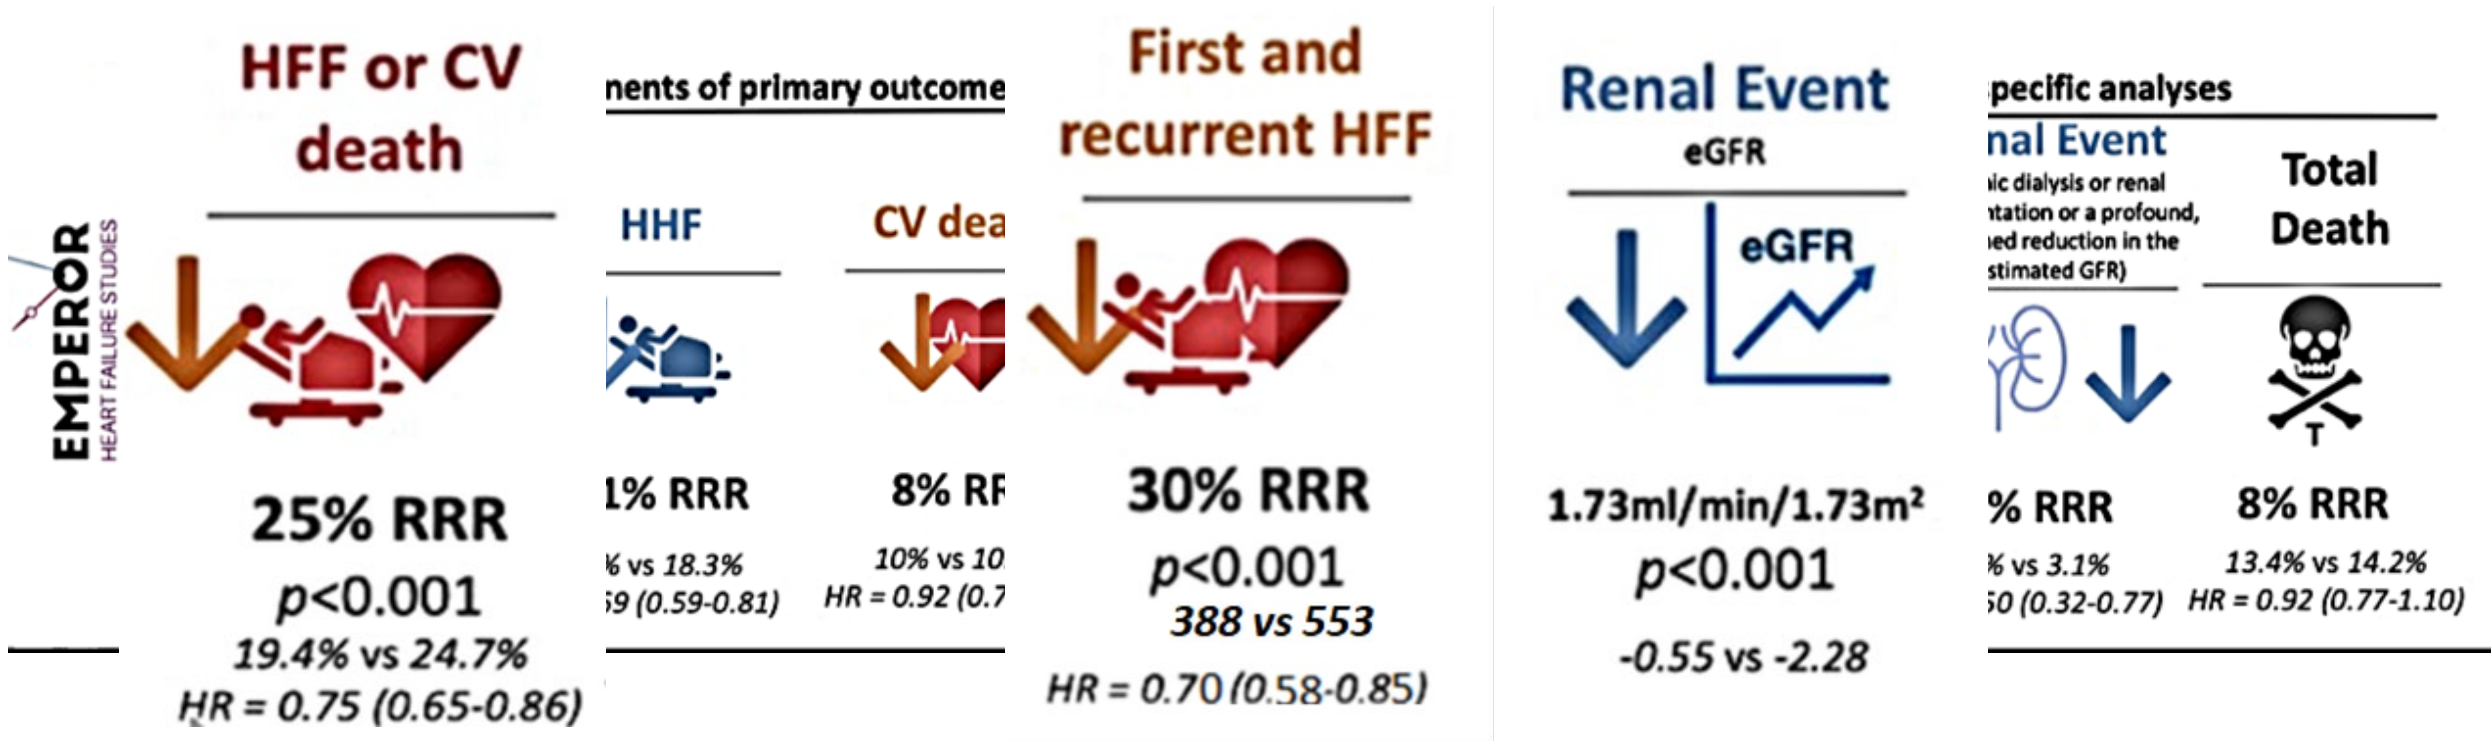 EMPEROR
HEART FAILURE STUDIES
HFF or CV
death
25% RRR
p<0.001
19.4% vs 24.7%
HR = 0.75 (0.65-0.86)
nents of primary outcome
HHF
1% RRR
% vs 18.3%
59 (0.59-0.81)
CV dea
8% RR
10% vs 10
HR = 0.92 (0.7
First and
recurrent HFF
30% RRR
p<0.001
388 vs 553
HR = 0.70 (0.58-0.85)
Renal Event
eGFR
eGFR
1.73ml/min/1.73m²
p<0.001
-0.55 vs -2.28
pecific analyses
nal Event
nic dialysis or renal
ntation or a profound,
ned reduction in the
stimated GFR)
% RRR
% vs 3.1%
50 (0.32-0.77)
Total
Death
T
8% RRR
13.4% vs 14.2%
HR = 0.92 (0.77-1.10)